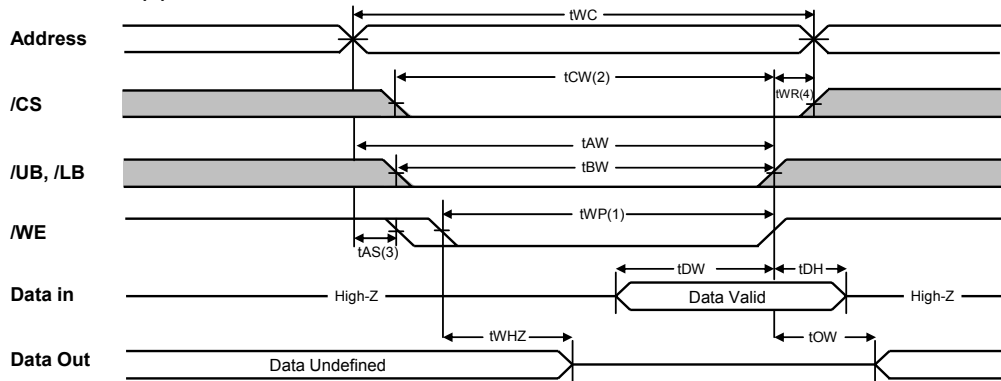 tWC
Address
tCW(2)
tWR(4)
/CS
tAW
/UB, /LB
tBW
tWP(1)
/WE
tAS(3)
tDW
tDH
Data in
High-Z
Data Valid
High-Z
tWHZ
tOW
Data Out
Data Undefined